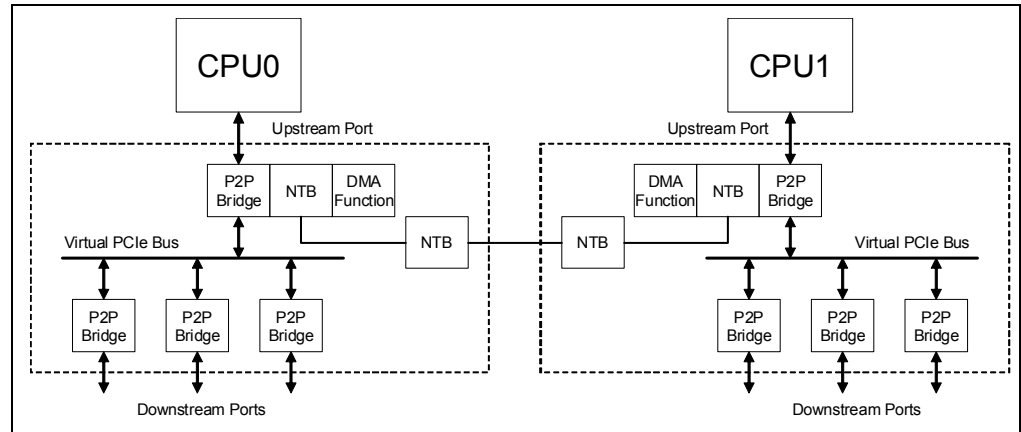 CPU0
CPU1
Upstream Port
Upstream Port
P2P
Bridge
NTB
DMA
Function
DMA
Function
NTB
P2P
Bridge
NTB
NTB
Virtual PCIe Bus
Virtual PCIe Bus
P2P
Bridge
P2P
Bridge
P2P
Bridge
P2P
Bridge
P2P
Bridge
P2P
Bridge
Downstream Ports
Downstream Ports